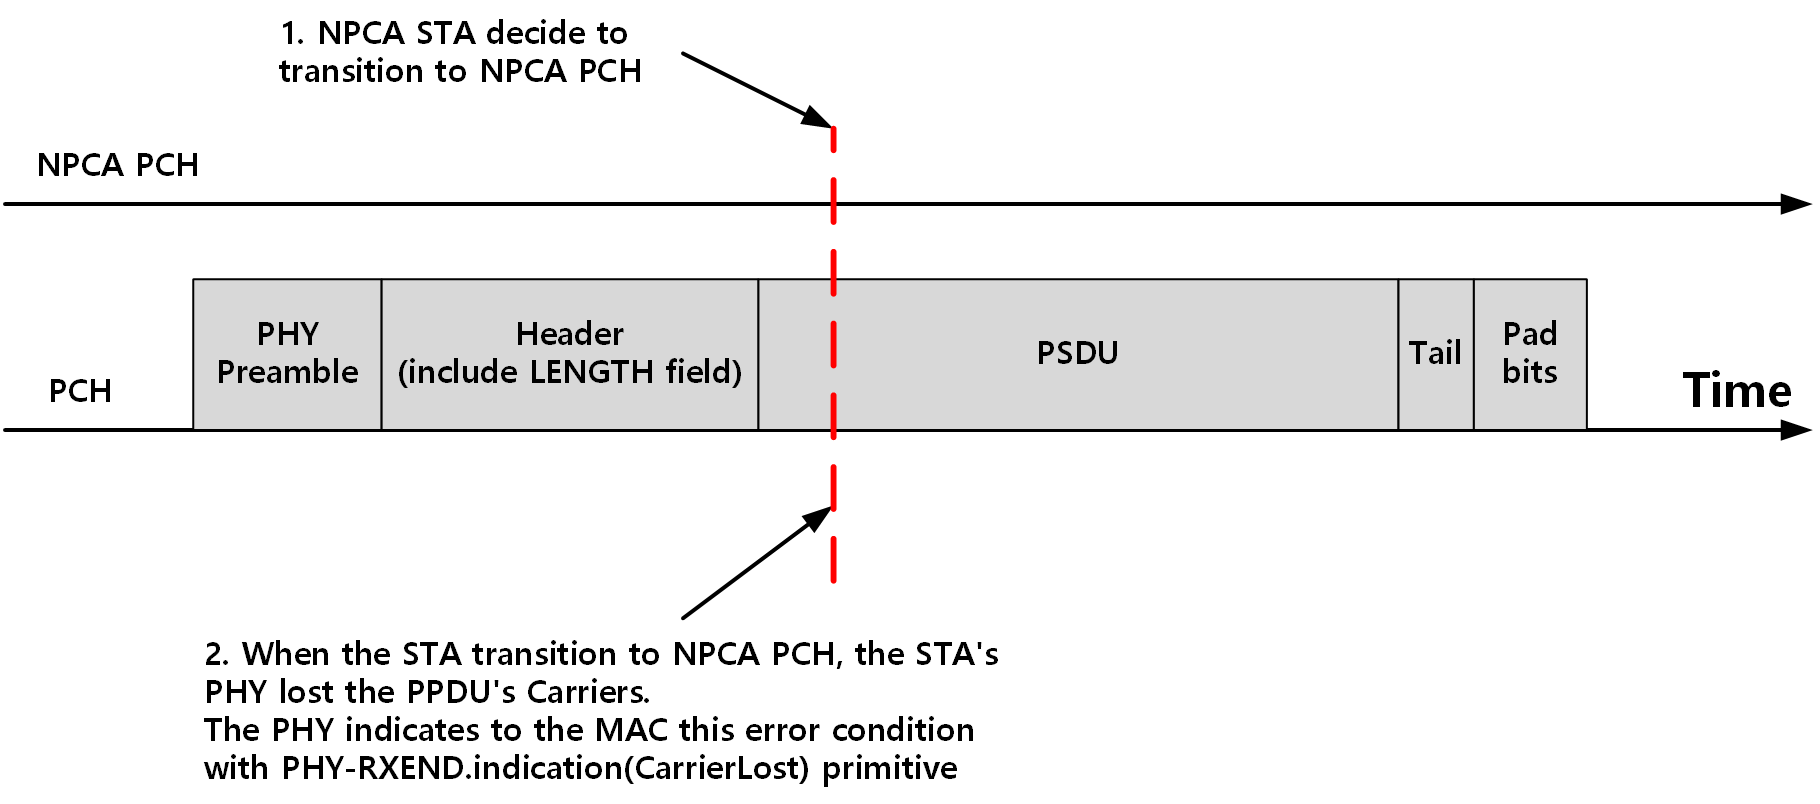 1. NPCA STA decide to
transition to NPCA PCH
NPCA PCH
PHY
Preamble
Header
(include LENGTH field)
PSDU
Tail
Pad
bits
PCH
Time
2. When the STA transition to NPCA PCH, the STA's
PHY lost the PPDU's Carriers.
The PHY indicates to the MAC this error condition
with PHY-RXEND.indication(CarrierLost) primitive